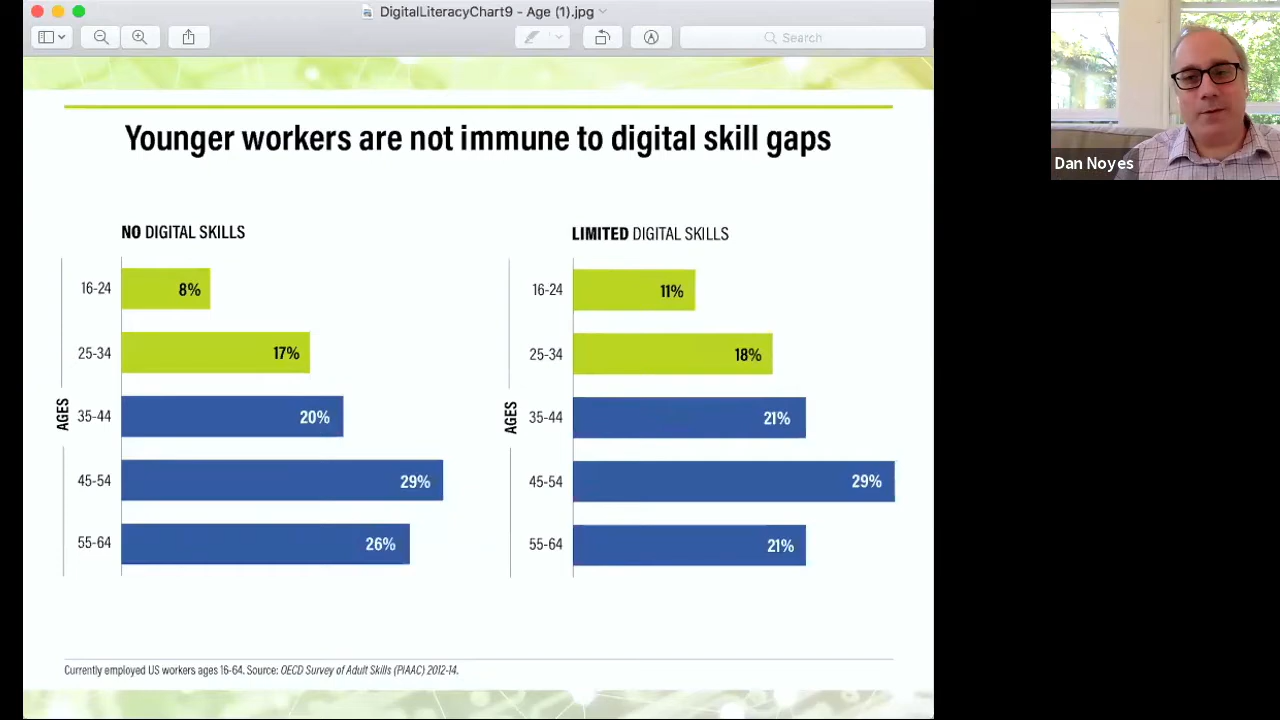 DigitalLiteracyChart9 - Age (1).jpg
Search
Younger workers are not immune to digital skill gaps
NO DIGITAL SKILLS
AGES
16-24
8%
25-34
17%
35-44
20%
45-54
29%
55-64
26%
LIMITED DIGITAL SKILLS
AGES
16-24
11%
25-34
18%
35-44
21%
45-54
29%
55-64
21%
Currently employed US workers ages 16-64. Source: OECD Survey of Adult Skills (PIAAC) 2012-14.
Dan Noyes